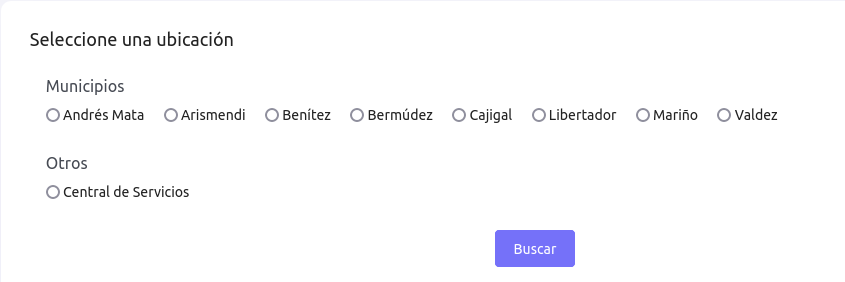 Seleccione una ubicación
Municipios
Andrés Mata Arismendi Benítez Bermúdez Cajigal Libertador Mariño Valdez
Otros
Central de Servicios
Buscar